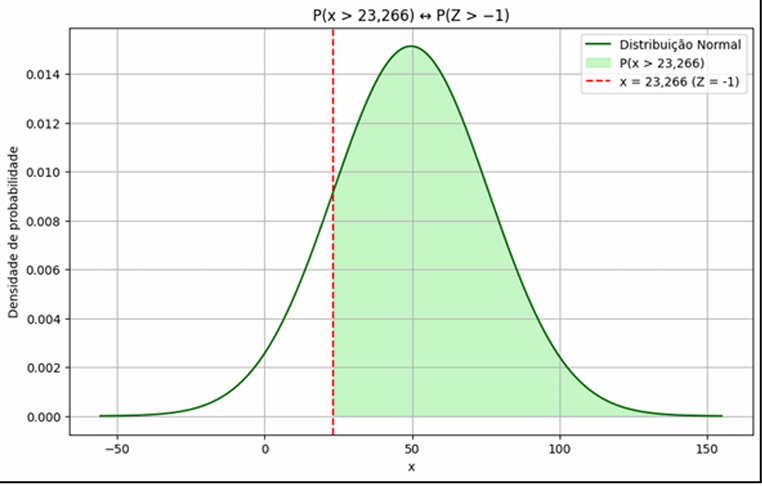 P(x > 23,266) ↔ P(Z > −1)
Distribuição Normal
P(x > 23,266)
x = 23,266 (Z = -1)
Densidade de probabilidade
0.014
0.012
0.010
0.008
0.006
0.004
0.002
0.000
−50
0
50
100
150
x